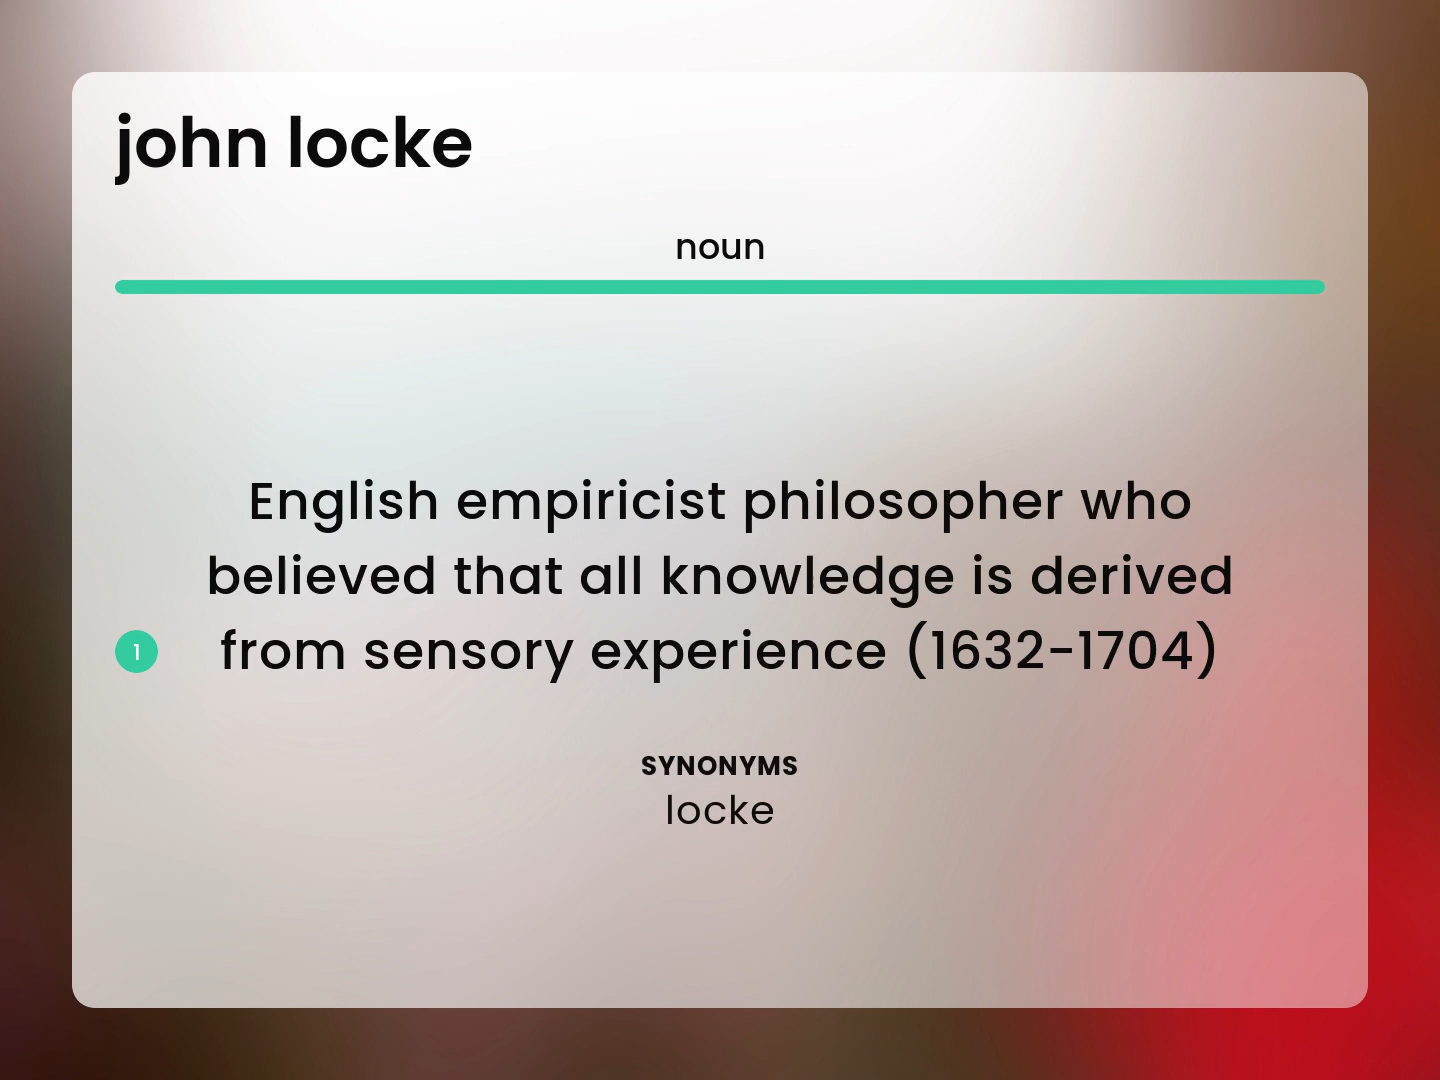 john locke
noun
English empiricist philosopher who
believed that all knowledge is derived
1 from sensory experience (1632-1704)
SYNONYMS
locke